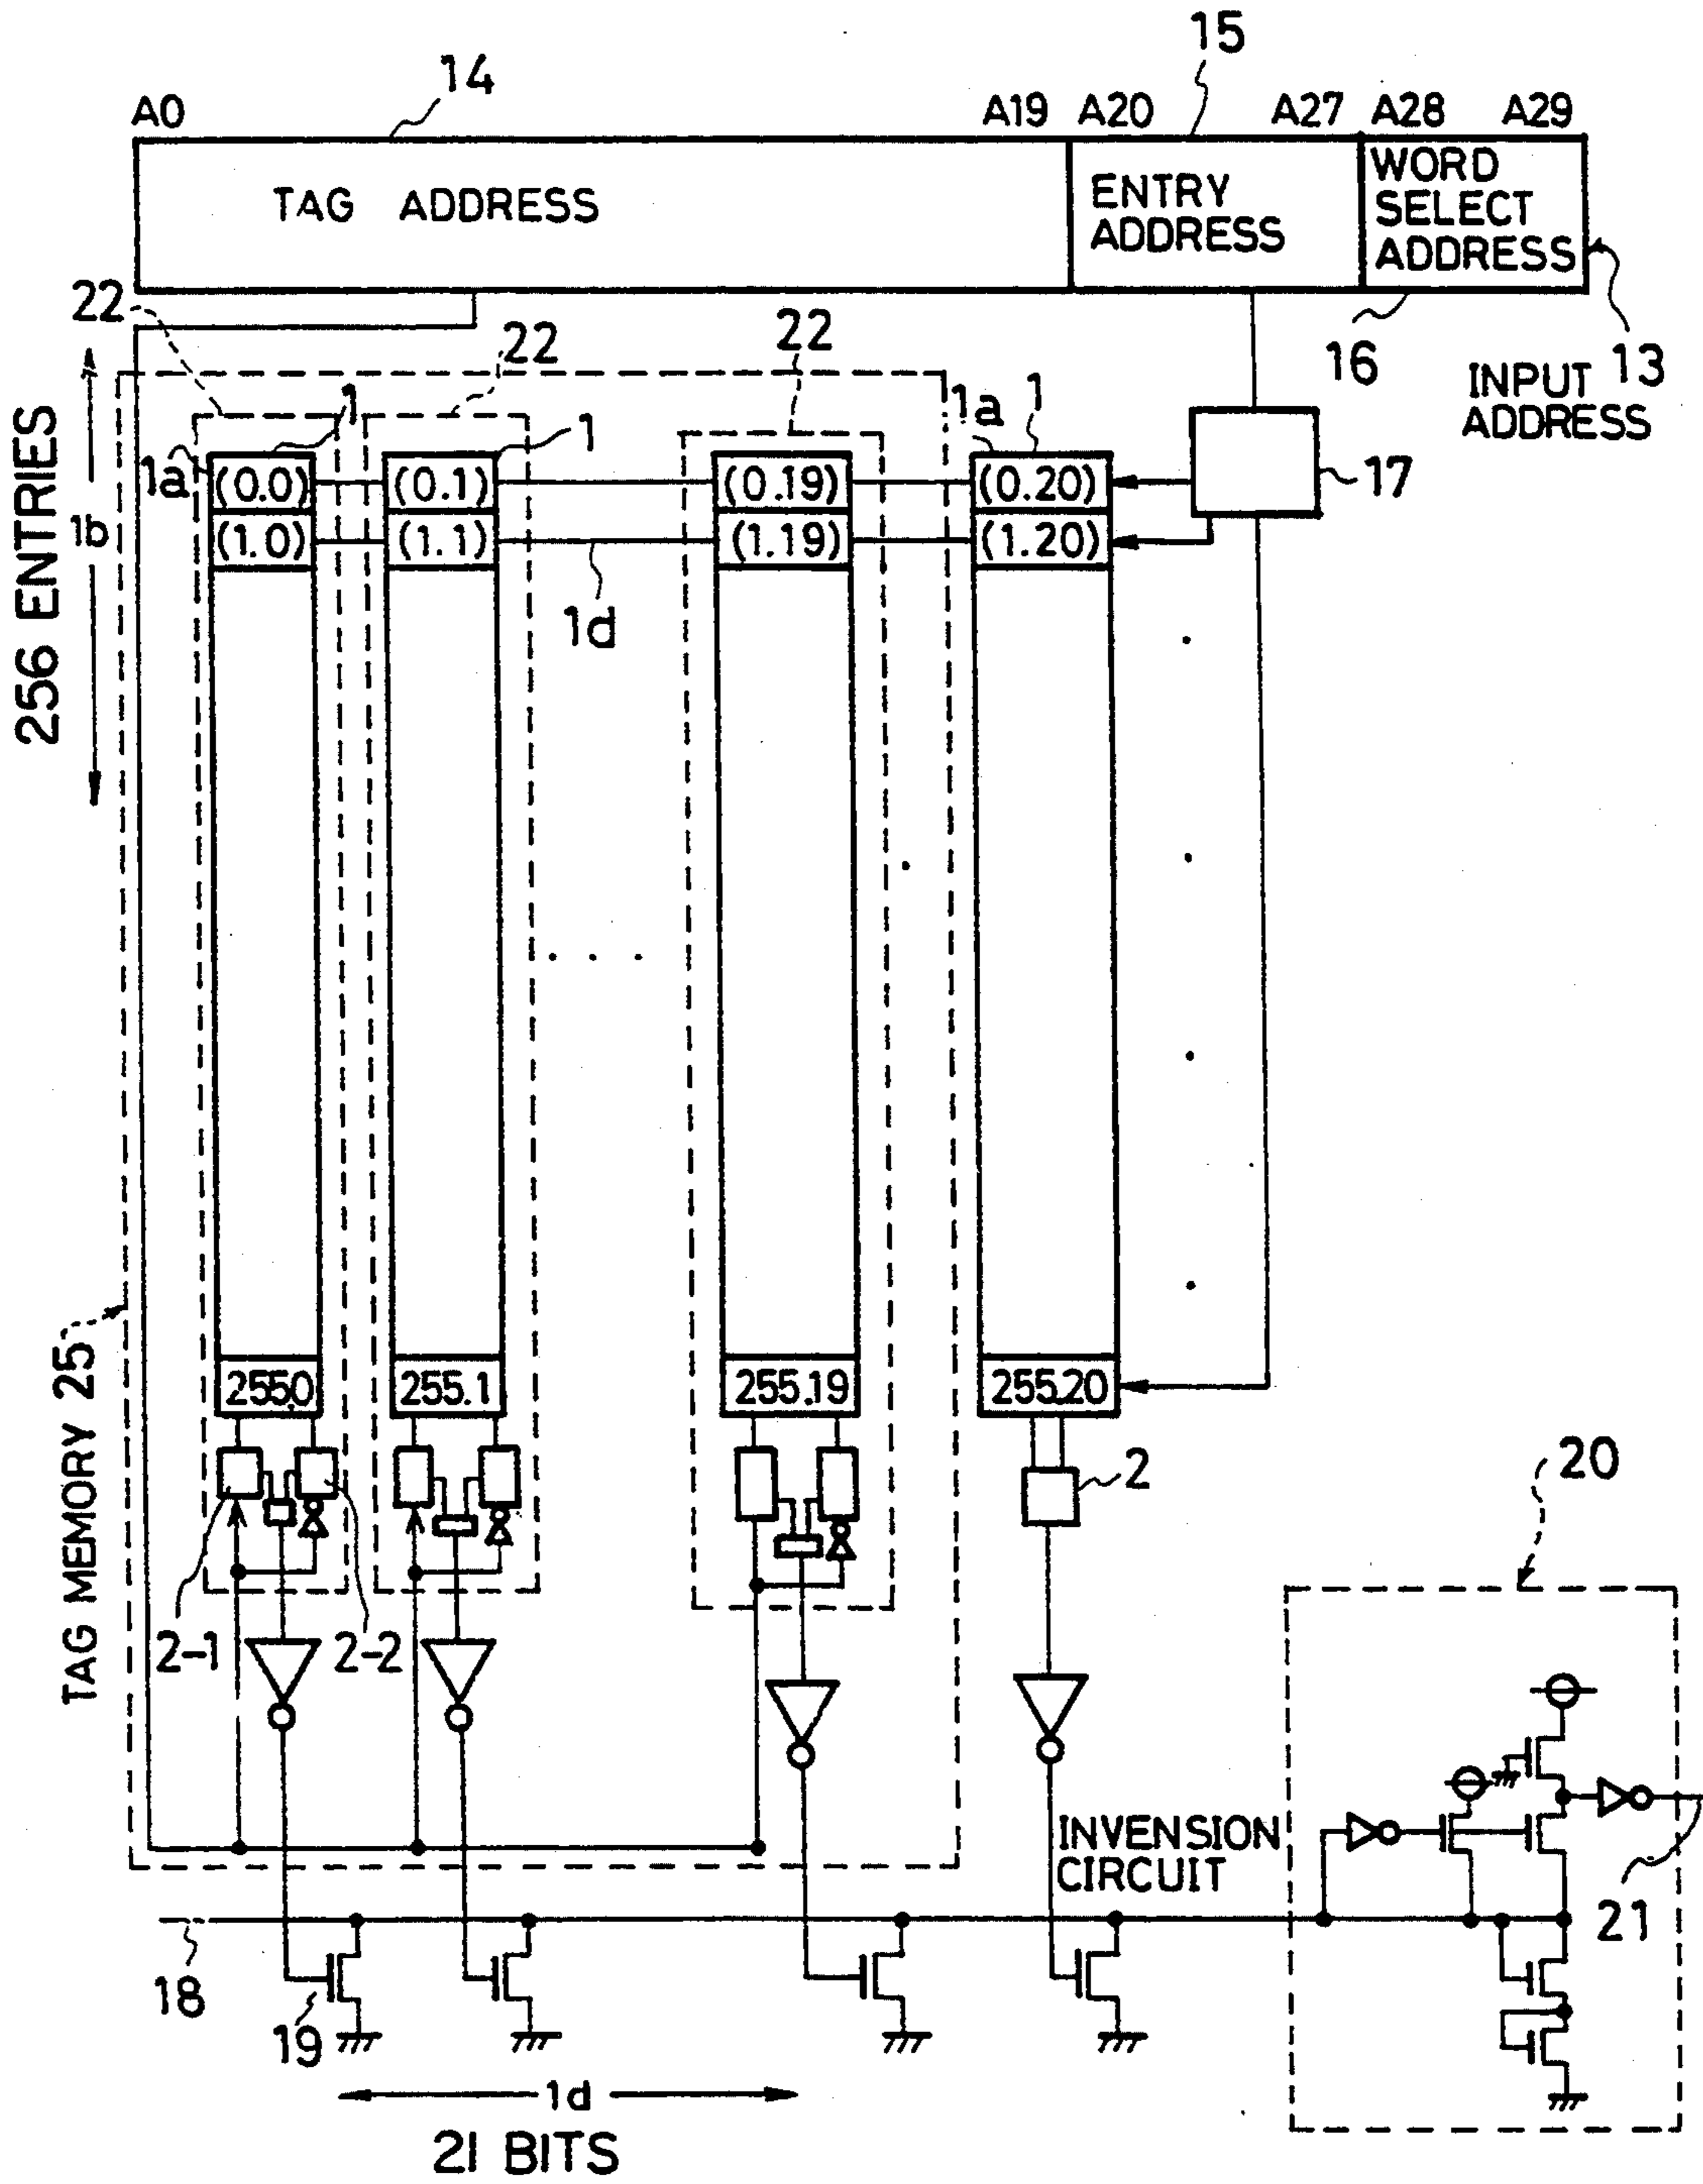 15
14
A0 A19 A20 A27 A28 A29
TAG ADDRESS
ENTRY
ADDRESS
WORD
SELECT
ADDRESS
22
22
22
16
13
INPUT
ADDRESS
256 ENTRIES
1a
1
1
1a
1
17
1b
(0.0) (0.1) (0.19) (0.20)
(1.0) (1.1) (1.19) (1.20)
1d
TAG MEMORY 25
255.0 255.1 255.19 255.20
2
20
2-1
2-2
INVENSION
CIRCUIT
21
18
19
1d
21 BITS